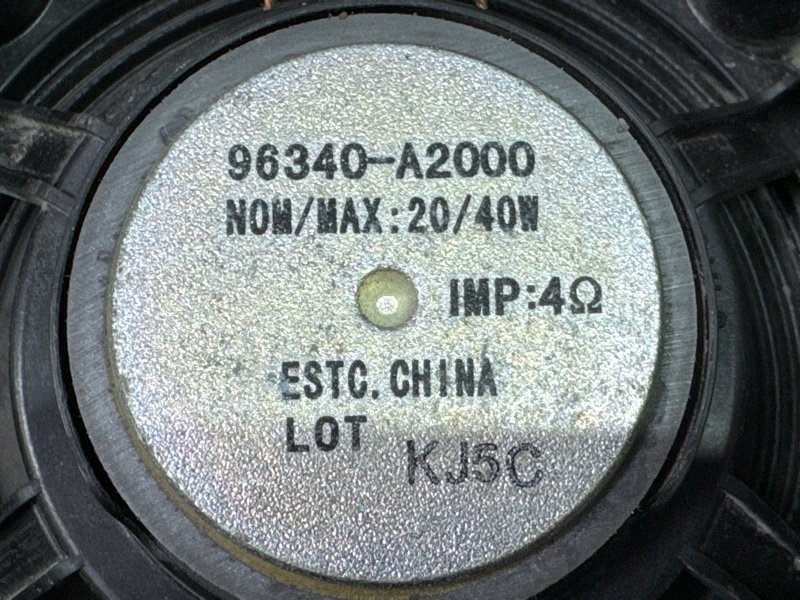 96340-A2000
NOM/MAX:20/40W
IMP:4Ω
ESTC.CHINA
LOT KJ5C